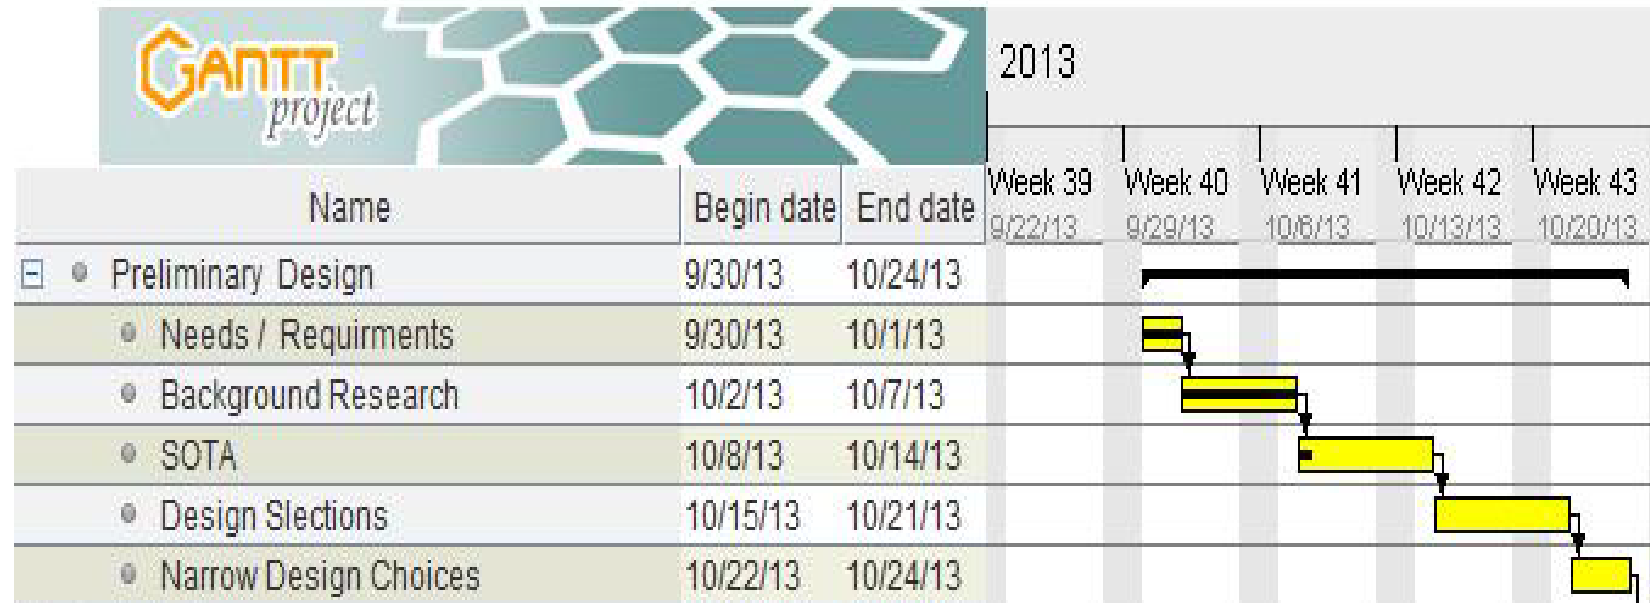 GANTT
project
2013
Week 39 Week 40 Week 41 Week 42 Week 43
Name Begin date End date
9/22/13 9/29/13 10/6/13 10/13/13 10/20/13
Preliminary Design 9/30/13 10/24/13
Needs / Requirments 9/30/13 10/1/13
Background Research 10/2/13 10/7/13
SOTA 10/8/13 10/14/13
Design Slections 10/15/13 10/21/13
Narrow Design Choices 10/22/13 10/24/13